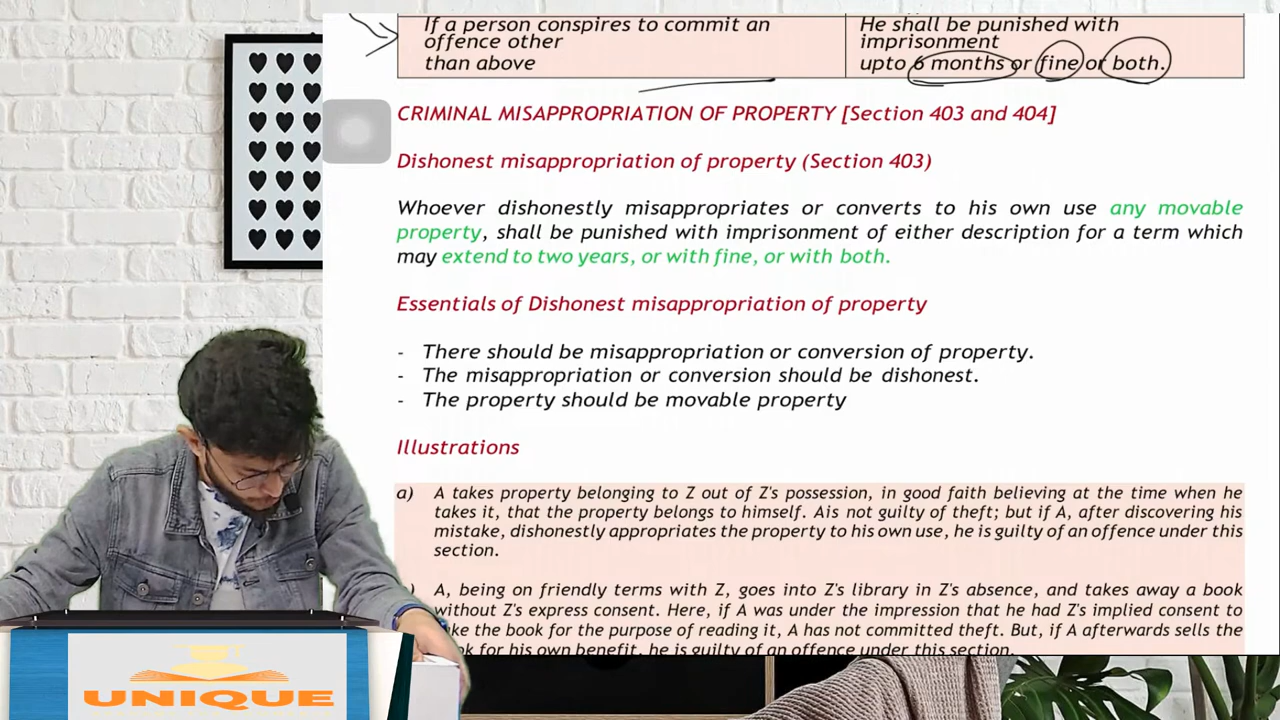 If a person conspires to commit an
offence other
than above
He shall be punished with
imprisonment
upto 6 months or fine or both.
CRIMINAL MISAPPROPRIATION OF PROPERTY [Section 403 and 404]
Dishonest misappropriation of property (Section 403)
Whoever dishonestly misappropriates or converts to his own use any movable
property, shall be punished with imprisonment of either description for a term which
may extend to two years, or with fine, or with both.
Essentials of Dishonest misappropriation of property
- There should be misappropriation or conversion of property.
- The misappropriation or conversion should be dishonest.
- The property should be movable property
Illustrations
a) A takes property belonging to Z out of Z's possession, in good faith believing at the time when he
takes it, that the property belongs to himself. Ais not guilty of theft; but if A, after discovering his
mistake, dishonestly appropriates the property to his own use, he is guilty of an offence under this
section.
) A, being on friendly terms with Z, goes into Z's library in Z's absence, and takes away a book
without Z's express consent. Here, if A was under the impression that he had Z's implied consent to
the book for the purpose of reading it, A has not committed theft. But, if A afterwards sells the
for his own benefit, he is guilty of an offence under this section.
UNIQUE